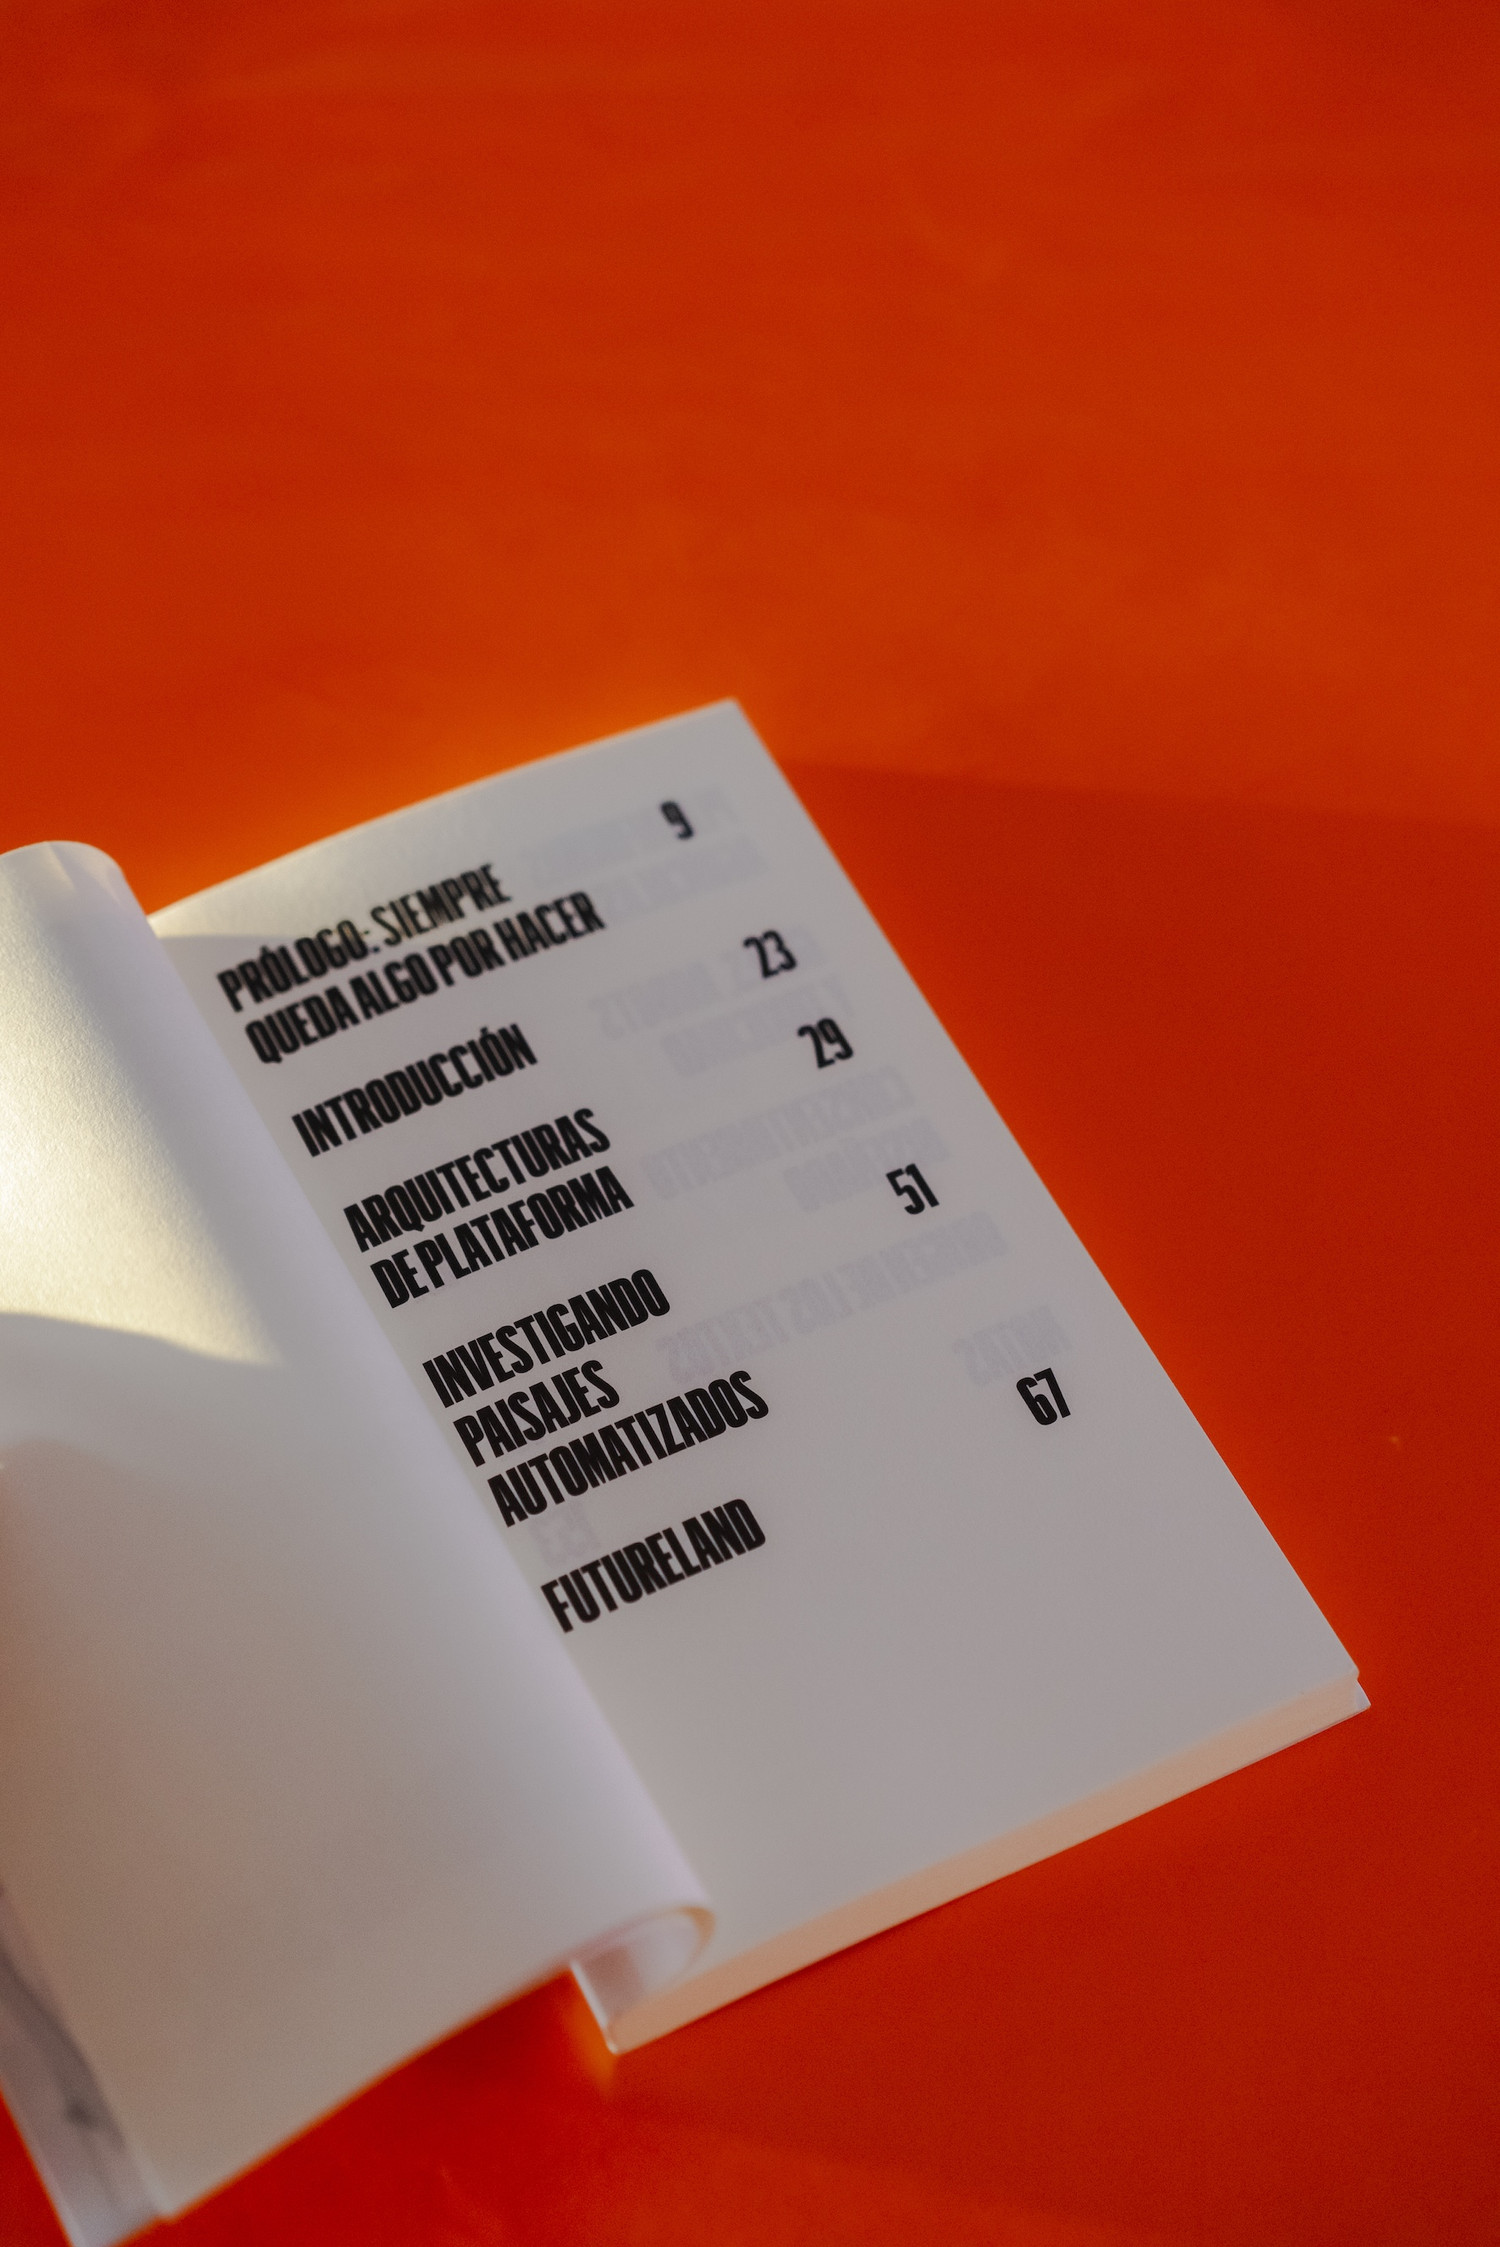 PRÓLOGO: SIEMPRE 9
QUEDA ALGO POR HACER
INTRODUCCIÓN 23
ARQUITECTURAS 29
DE PLATAFORMA
INVESTIGANDO 51
PAISAJES
AUTOMATIZADOS
FUTURELAND 67